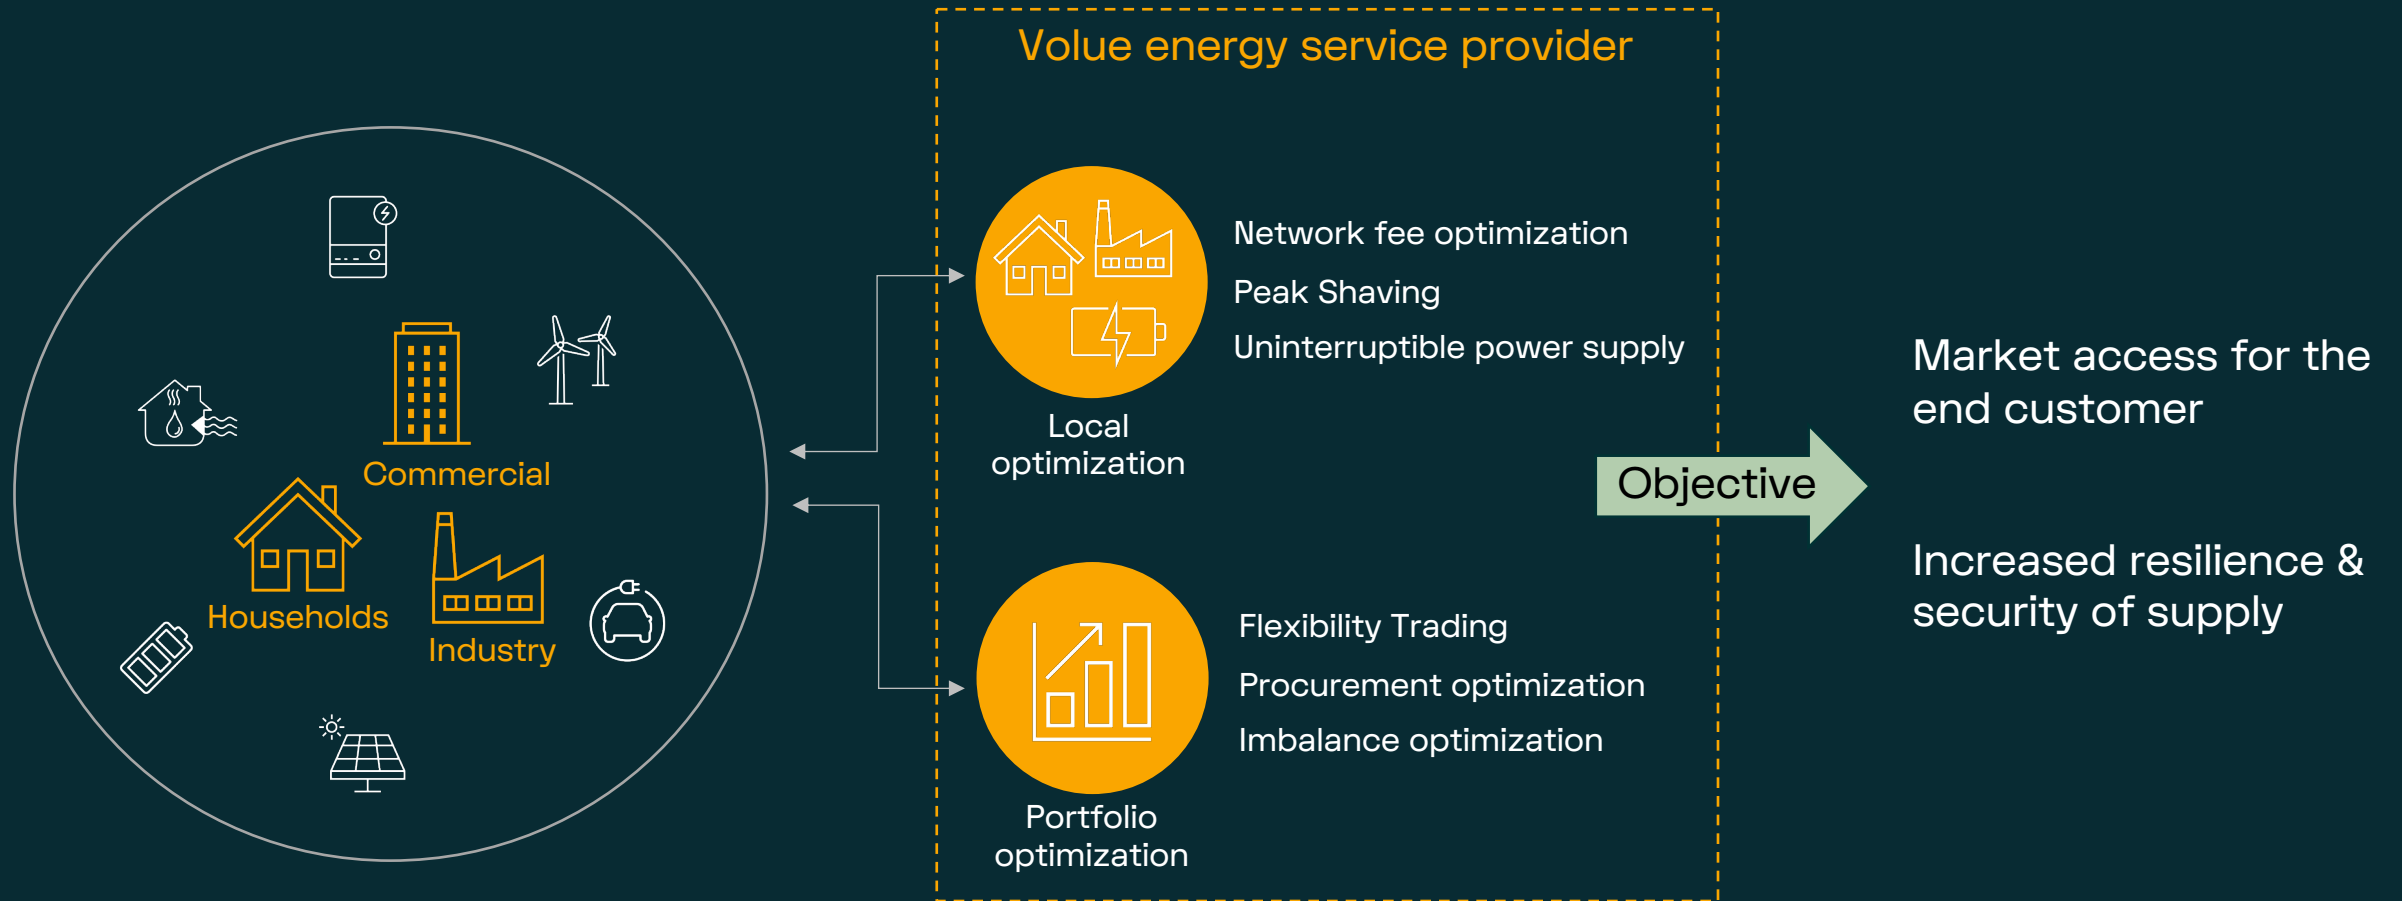 Volue energy service provider
Commercial
Households
Industry
Network fee optimization
Peak Shaving
Uninterruptible power supply
Local
optimization
Flexibility Trading
Procurement optimization
Imbalance optimization
Portfolio
optimization
Objective
Market access for the
end customer
Increased resilience &
security of supply